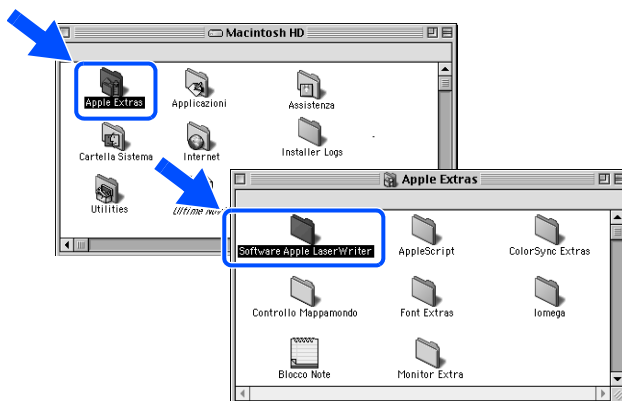 Macintosh HD
Apple Extras
Applicazioni
Assistenza
Cartella Sistema
Internet
Installer Logs
Utilities
Ultime
Apple Extras
Software Apple LaserWriter
AppleScript
ColorSync Extras
Controllo Mappamondo
Font Extras
Iomega
Blocco Note
Monitor Extra